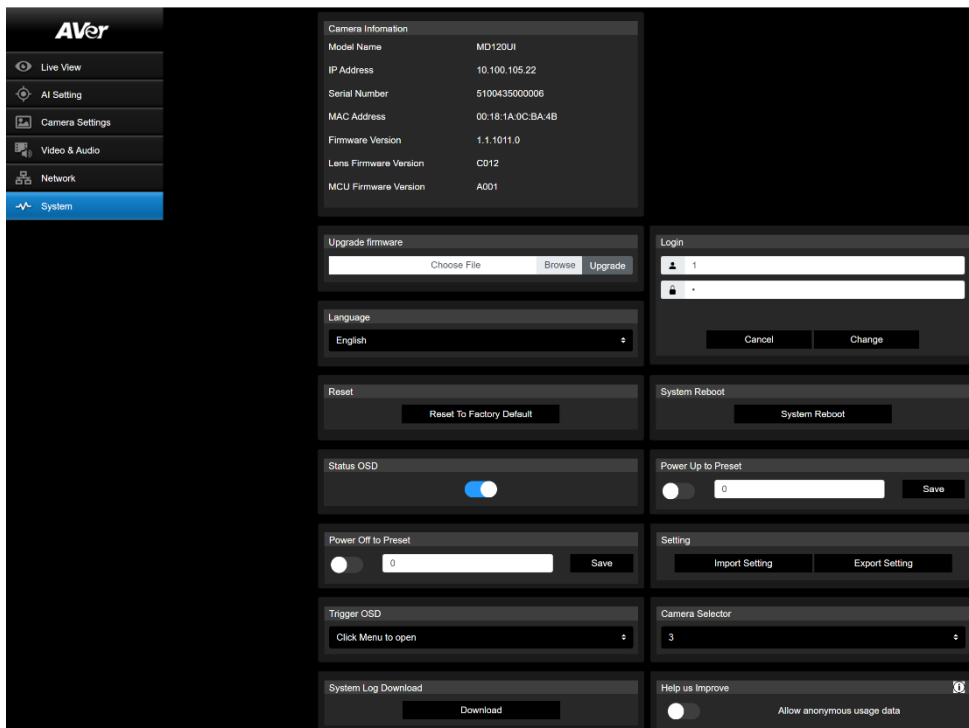 AVer
Live View
AI Setting
Camera Settings
Video & Audio
Network
System
Camera Infomation
Model Name MD120UI
IP Address 10.100.105.22
Serial Number 5100435000006
MAC Address 00:18:1A:0C:BA:4B
Firmware Version 1.1.1011.0
Lens Firmware Version C012
MCU Firmware Version A001
Upgrade firmware
Choose File Browse Upgrade
Login
1
•
Cancel Change
Language
English
Reset
Reset To Factory Default
System Reboot
System Reboot
Status OSD
Power Up to Preset
0 Save
Power Off to Preset
0 Save
Setting
Import Setting Export Setting
Trigger OSD
Click Menu to open
Camera Selector
3
System Log Download
Download
Help us Improve
Allow anonymous usage data